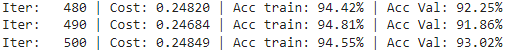 Iter:   480 | Cost: 0.24820 | Acc train: 94.42% | Acc Val: 92.25%
Iter:   490 | Cost: 0.24684 | Acc train: 94.81% | Acc Val: 91.86%
Iter:   500 | Cost: 0.24849 | Acc train: 94.55% | Acc Val: 93.02%